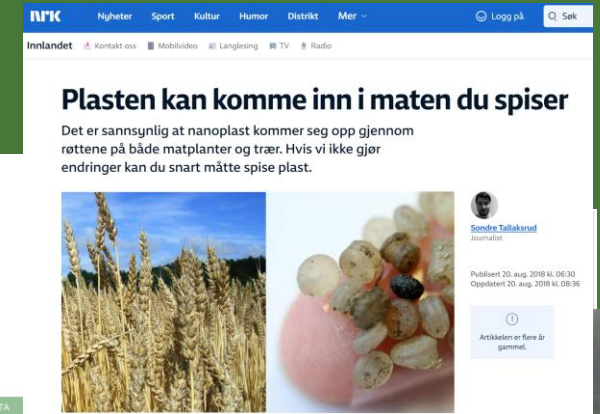 NRK Nyheter Sport Kultur Humor Distrikt Mer Logg på Søk
Innlandet Kontakt oss Mobilvideo Langlesing TV Radio
Plasten kan komme inn i maten du spiser
Det er sannsynlig at nanoplast kommer seg opp gjennom
røttene på både matplanter og trær. Hvis vi ikke gjør
endringer kan du snart måtte spise plast.
Sondre Tallaksrud
Journalist
Publisert 20. aug. 2018 kl. 06:30
Oppdatert 20. aug. 2018 kl. 08:36
Artikkelen er flere år
gammel.
TA